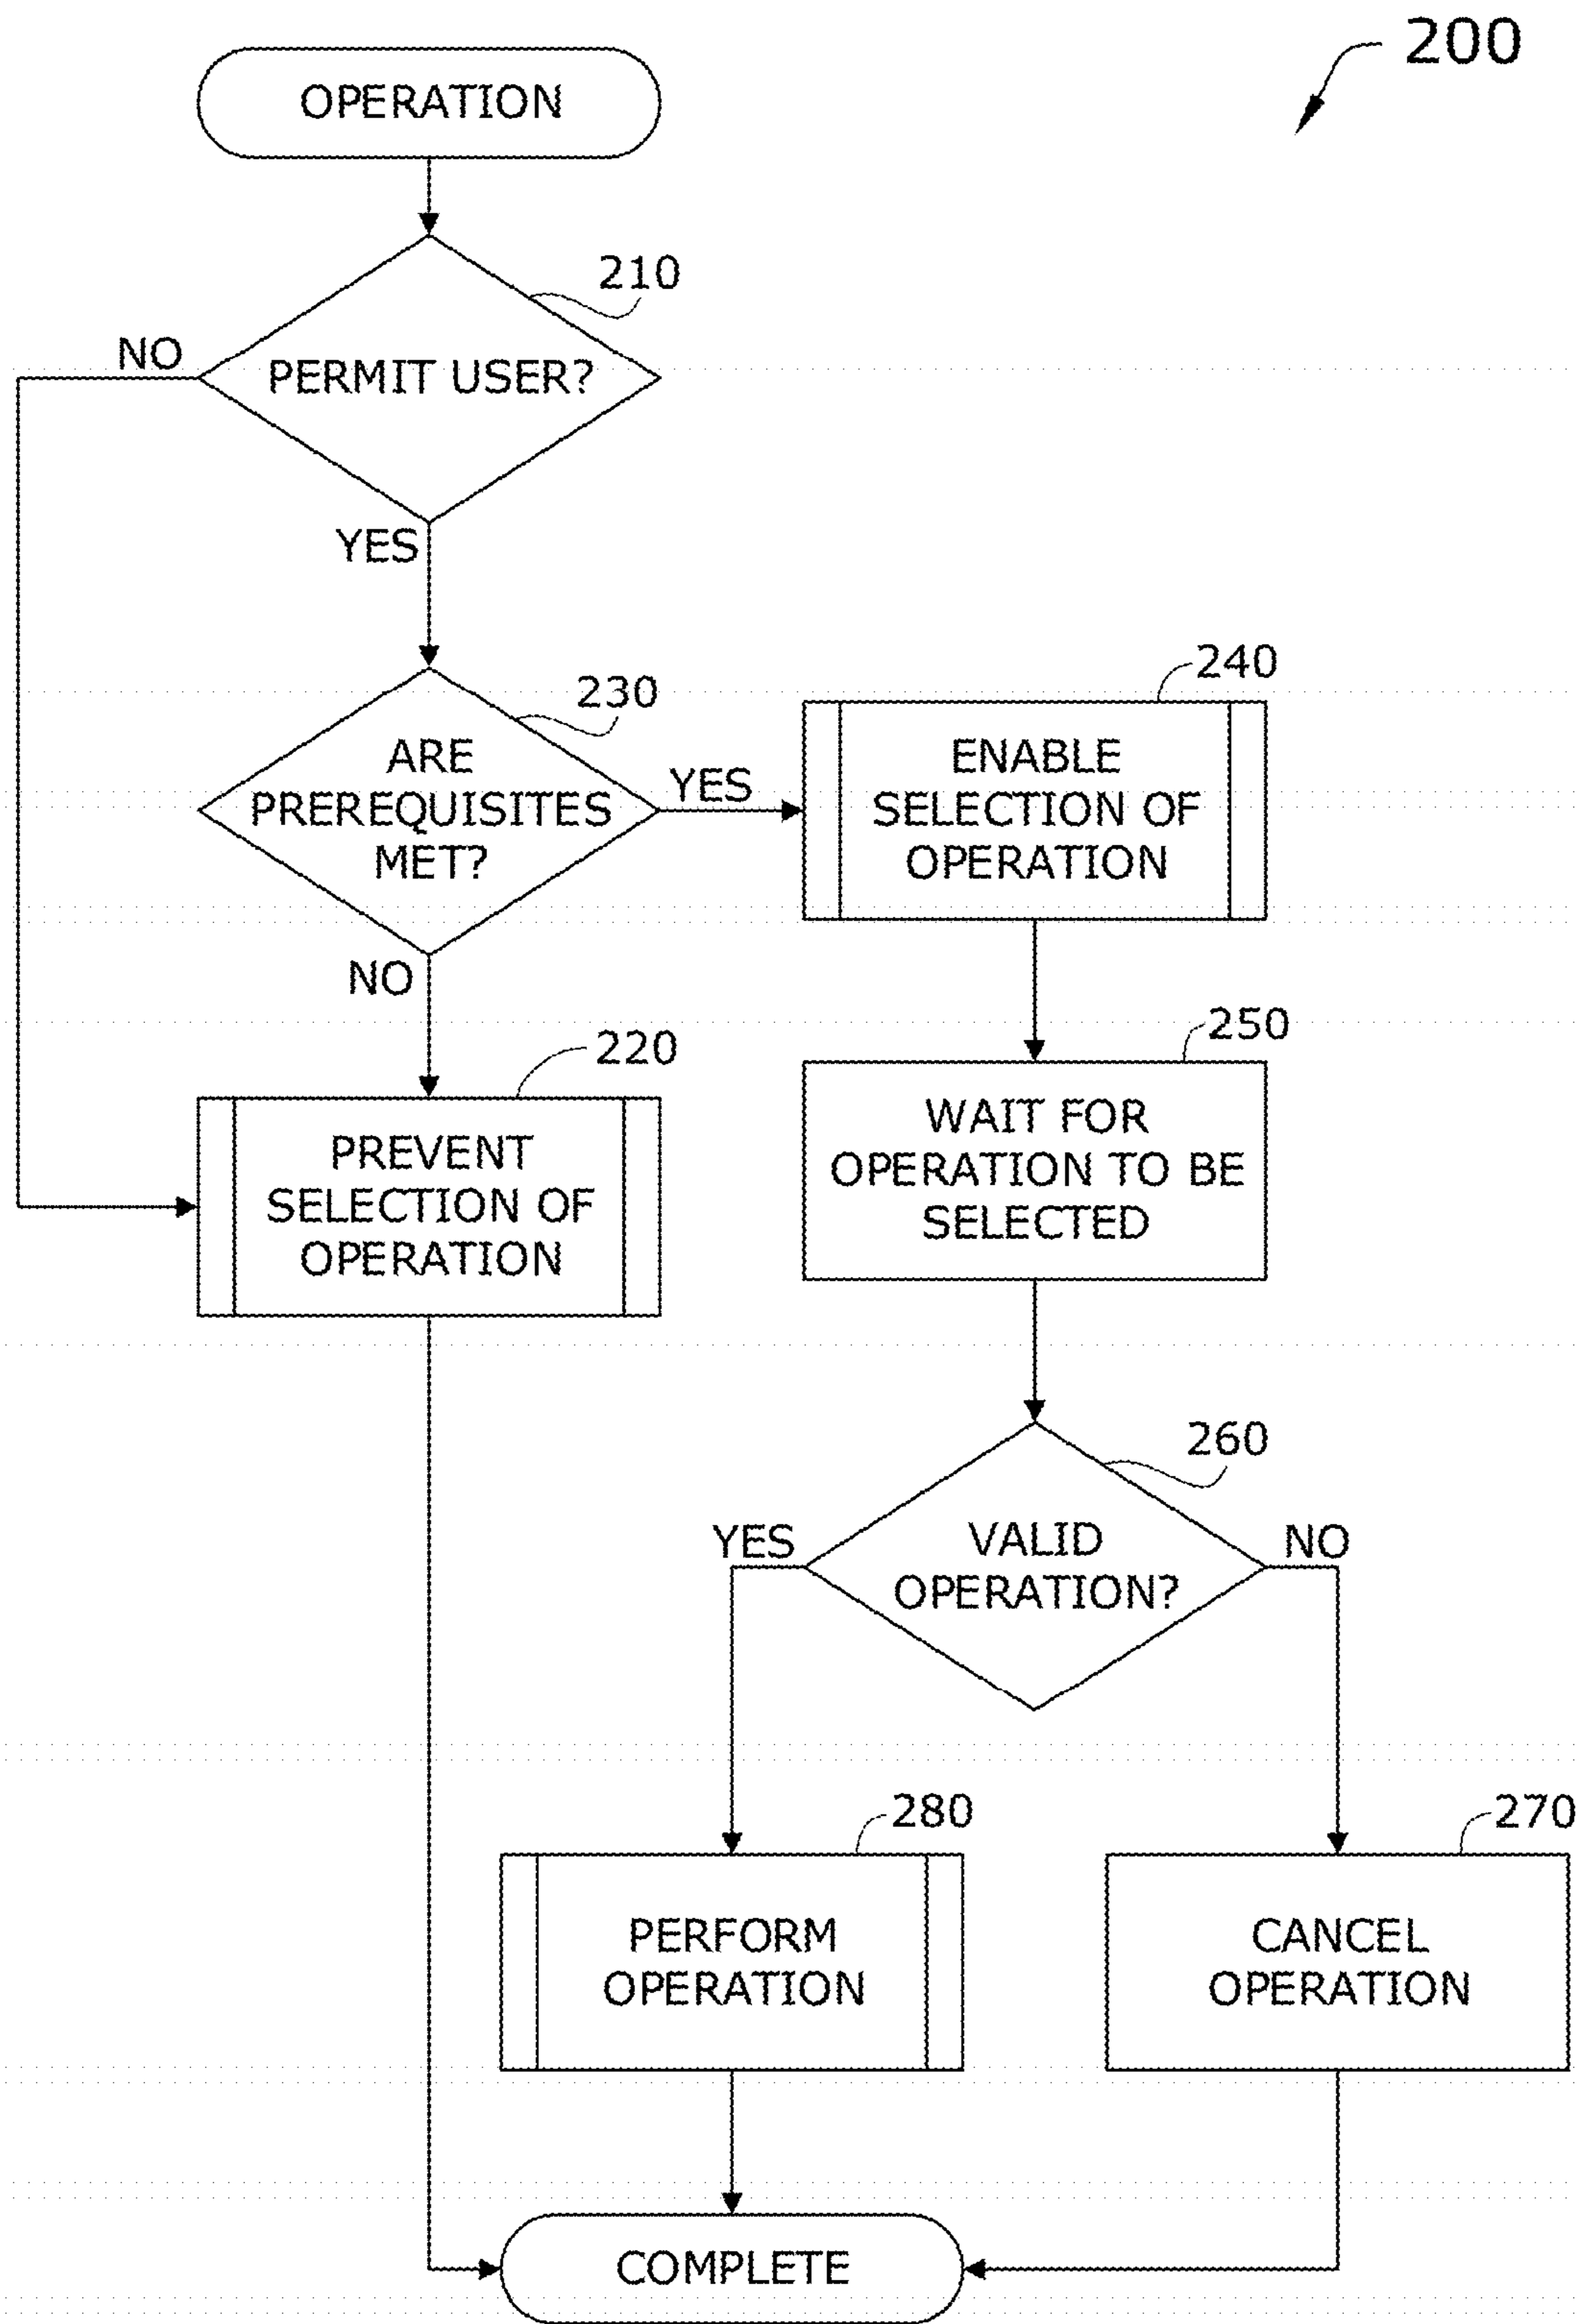 200
OPERATION
210
NO
PERMIT USER?
YES
230
ARE
PREREQUISITES
MET?
YES
NO
240
ENABLE
SELECTION OF
OPERATION
220
PREVENT
SELECTION OF
OPERATION
250
WAIT FOR
OPERATION TO BE
SELECTED
260
YES
VALID
OPERATION?
NO
280
PERFORM
OPERATION
270
CANCEL
OPERATION
COMPLETE